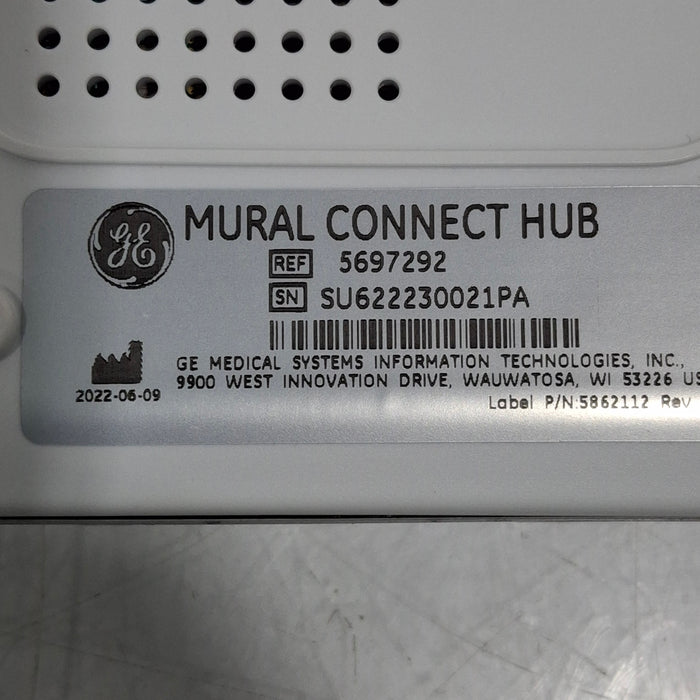 GE MURAL CONNECT HUB
REF 5697292
SN SU622230021PA
GE MEDICAL SYSTEMS INFORMATION TECHNOLOGIES, INC.,
2022-06-09 9900 WEST INNOVATION DRIVE, WAUWATOSA, WI 53226 US
Label P/N:5862112 Rev